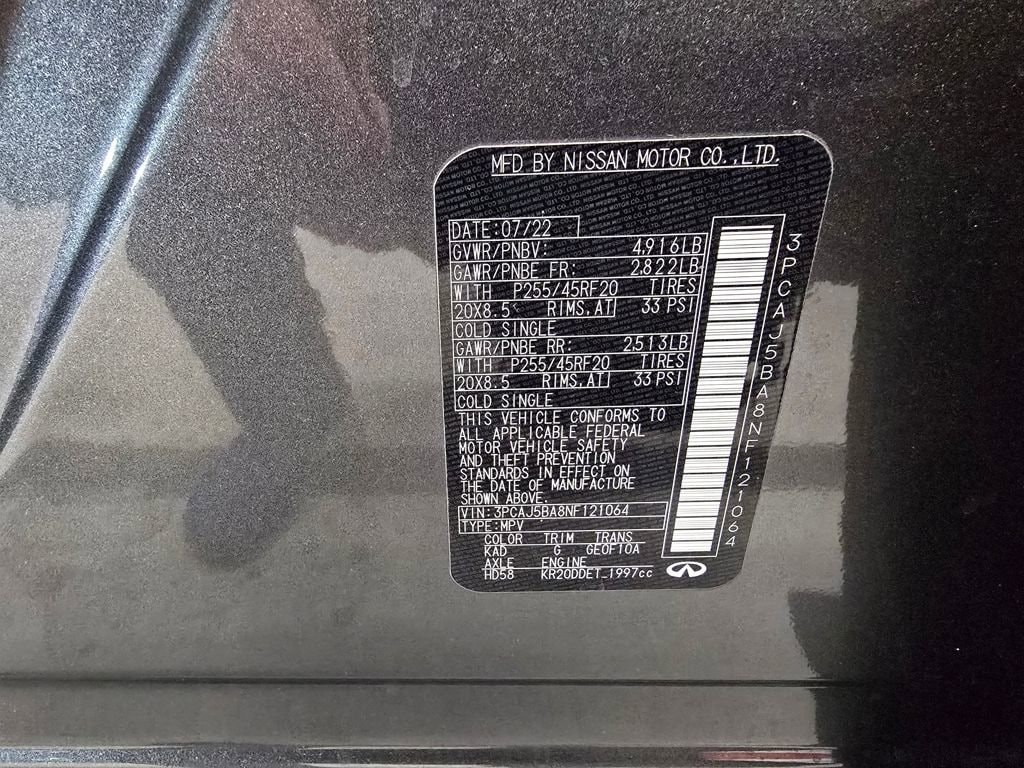 MFD BY NISSAN MOTOR CO.,LTD.
DATE:07/22
GVWR/PNBV: 4,916LB
GAWR/PNBE FR: 2,822LB
WITH P255/45RF20 TIRES
20X8.5 RIMS,AT 33 PSI
COLD SINGLE
GAWR/PNBE RR: 2,513LB
WITH P255/45RF20 TIRES
20X8.5 RIMS,AT 33 PSI
COLD SINGLE
THIS VEHICLE CONFORMS TO
ALL APPLICABLE FEDERAL
MOTOR VEHICLE SAFETY
AND THEFT PREVENTION
STANDARDS IN EFFECT ON
THE DATE OF MANUFACTURE
SHOWN ABOVE.
VIN:3PCAJ5BA8NF121064
TYPE:MPV
COLOR TRIM TRANS
KAD G GE0F10A
AXLE ENGINE
HD58 KR20DDET 1997cc
3PCAJ5BA8NF121064